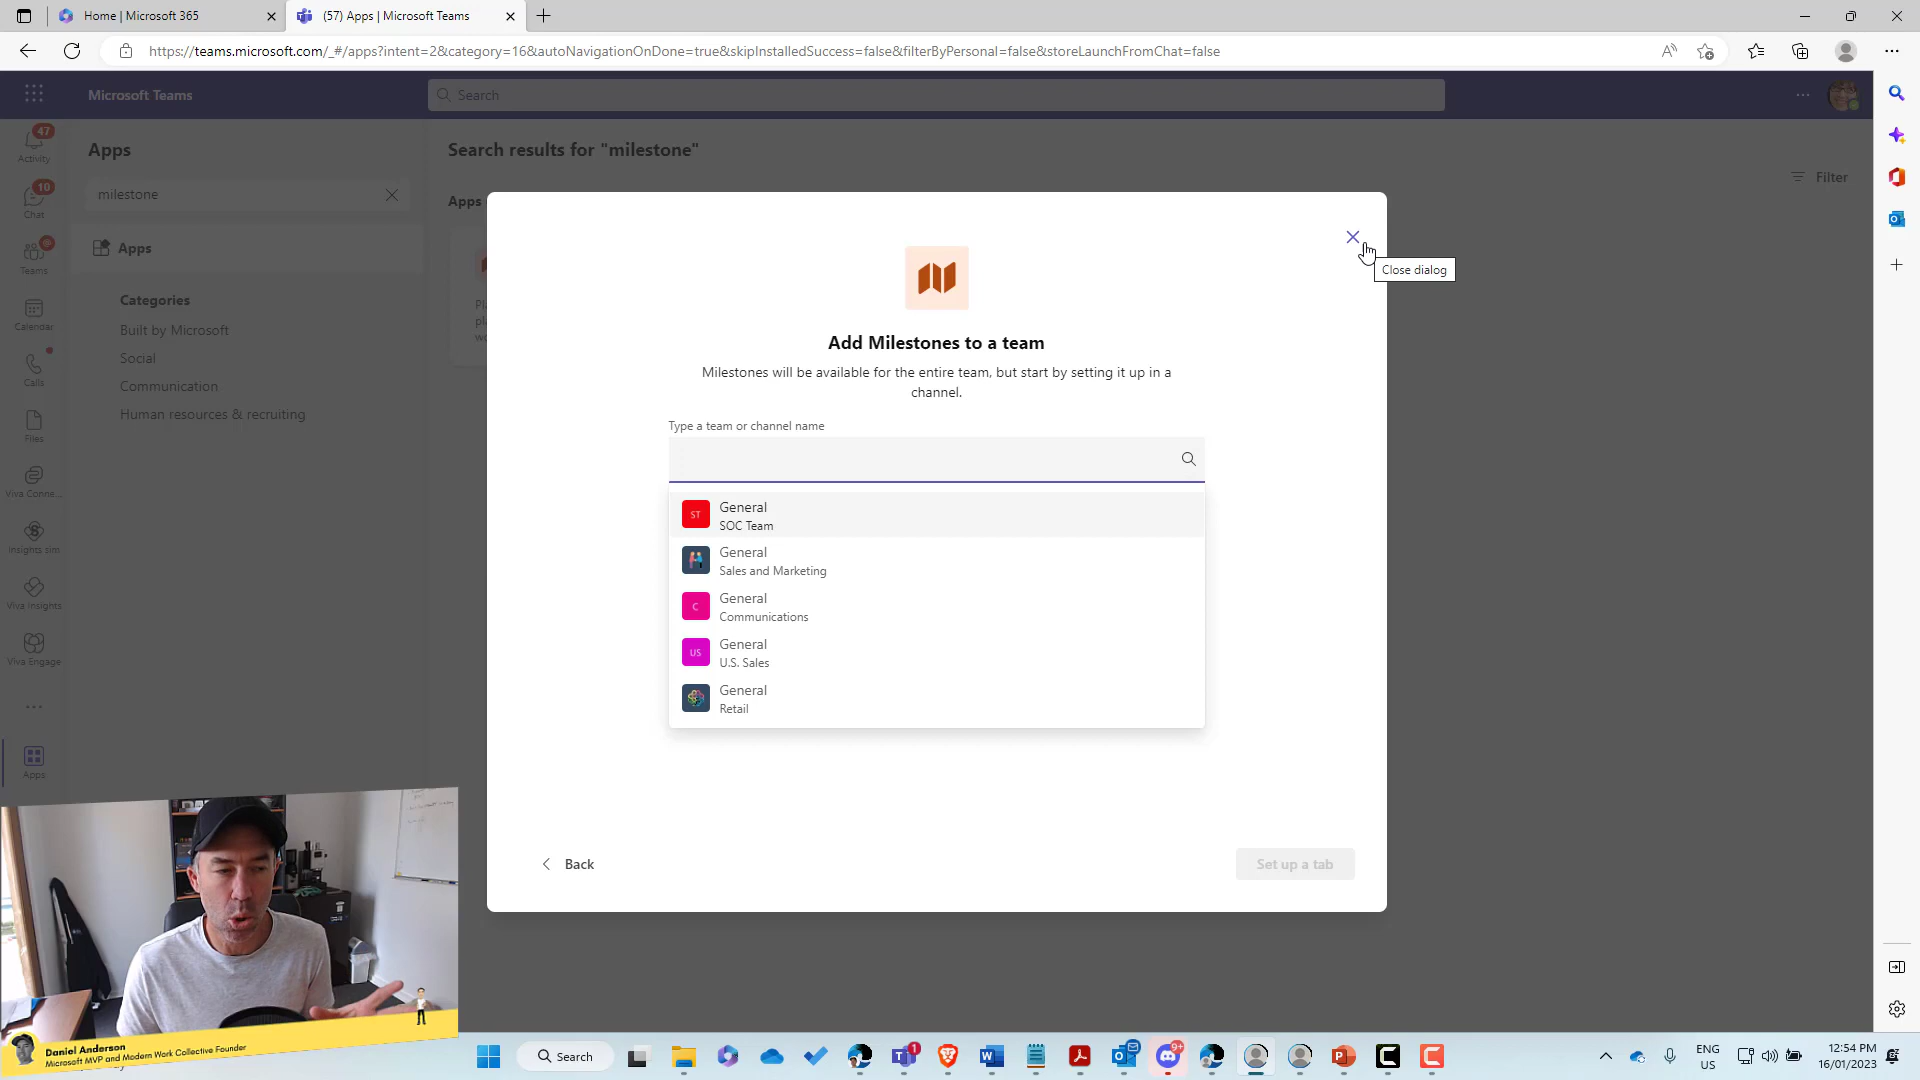 Home | Microsoft 365
(57) Apps | Microsoft Teams
https://teams.microsoft.com/_#/apps?intent=2&category=16&autoNavigationOnDone=true&skipInstalledSuccess=false&filterByPersonal=false&storeLaunchFromChat=false
Microsoft Teams
Search
47
Activity
10
Chat
Teams
Calendar
Calls
Files
Viva Conne...
Insights sim
Viva Insights
Viva Engage
Apps
Apps
milestone
Apps
Categories
Built by Microsoft
Social
Communication
Human resources & recruiting
Search results for "milestone"
Filter
Apps
Close dialog
Add Milestones to a team
Milestones will be available for the entire team, but start by setting it up in a
channel.
Type a team or channel name
ST
General
SOC Team
General
Sales and Marketing
C
General
Communications
US
General
U.S. Sales
General
Retail
Back
Set up a tab
Daniel Anderson
Microsoft MVP and Modern Work Collective Founder
Search
1
9+
ENG
US
12:54 PM
16/01/2023